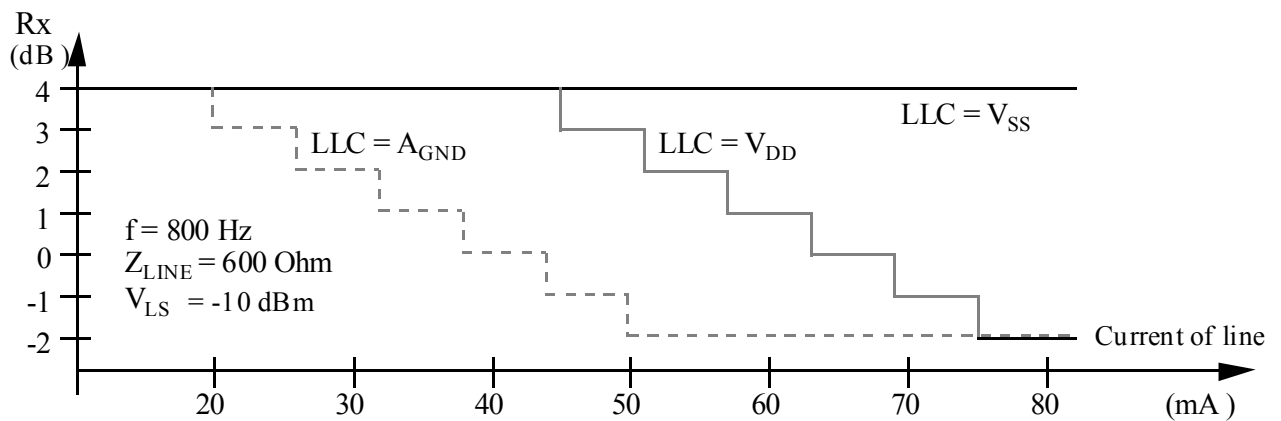 Rx
(dB)
4
3
2
1
0
-1
-2
LLC = V_SS
LLC = A_GND
LLC = V_DD
f = 800 Hz
Z_LINE = 600 Ohm
V_LS = -10 dBm
Current of line
20 30 40 50 60 70 80 (mA)